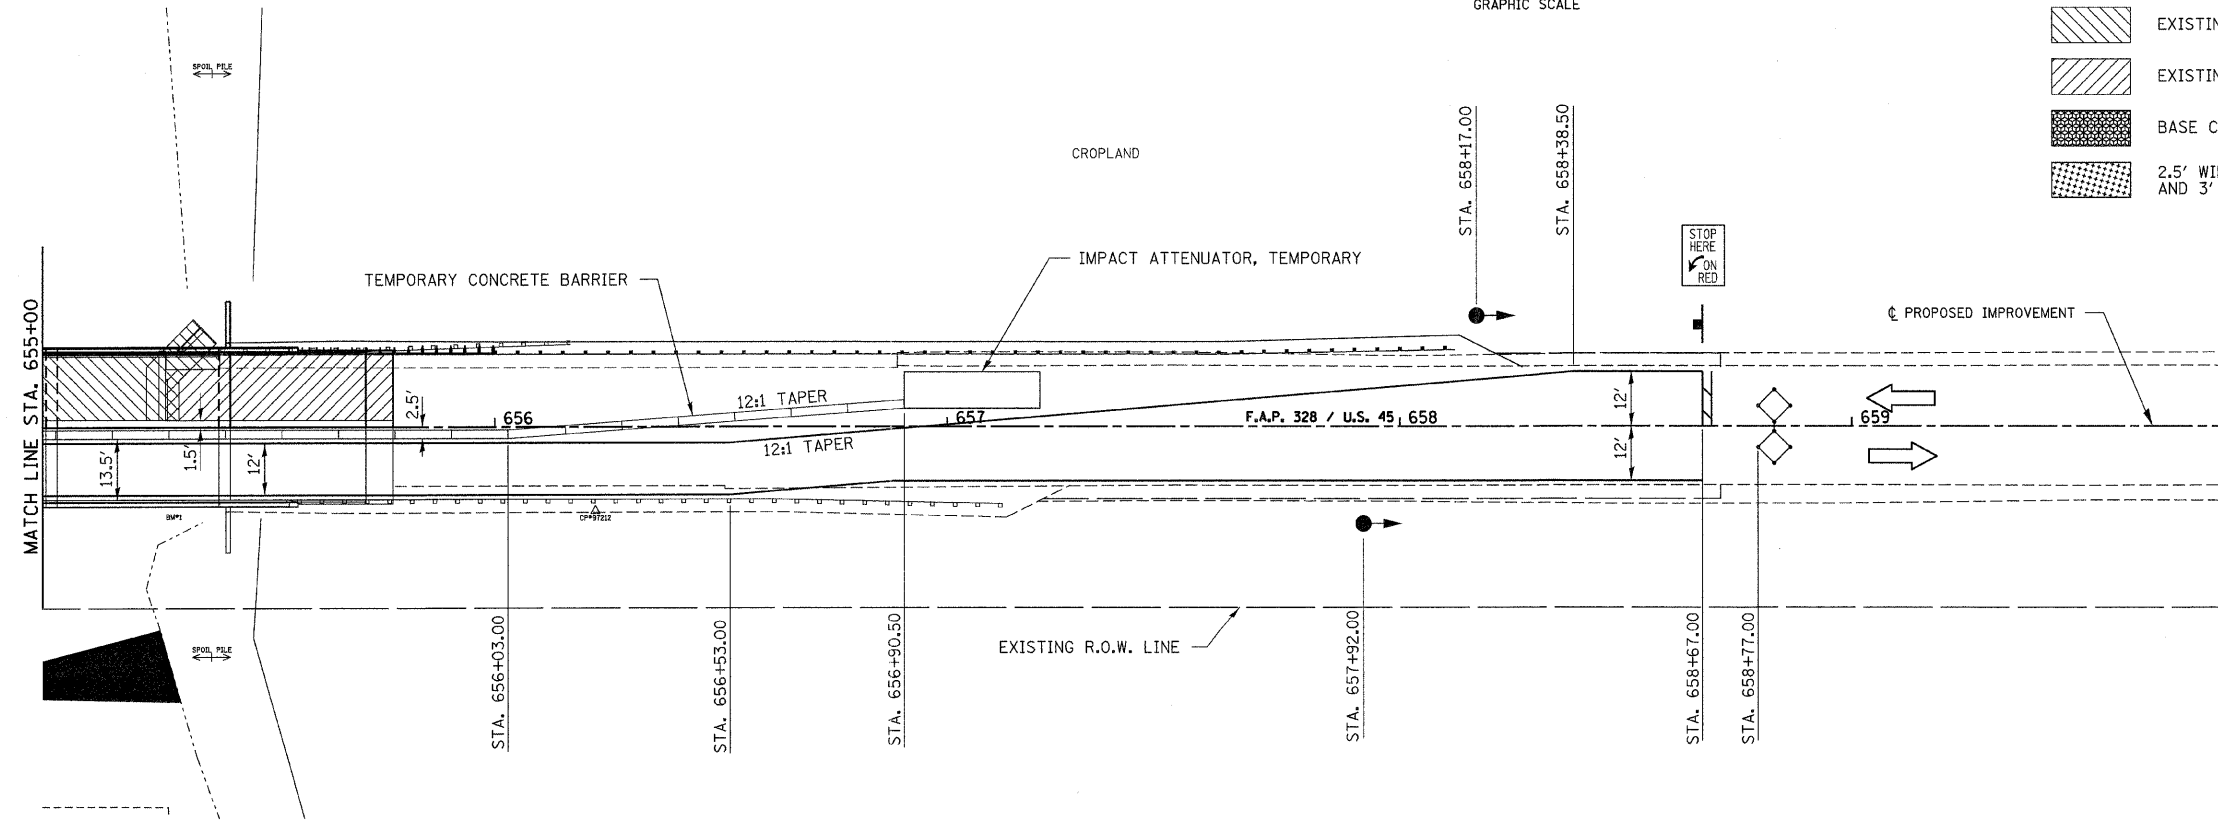 GRAPHIC SCALE
EXISTIN
EXISTIN
BASE C
2.5' WI
AND 3'
SPOIL PILE
CROPLAND
STA. 658+17.00
STA. 658+38.50
STOP
HERE
ON
RED
IMPACT ATTENUATOR, TEMPORARY
TEMPORARY CONCRETE BARRIER
℄ PROPOSED IMPROVEMENT
MATCH LINE STA. 655+00
2.5'
656
12:1 TAPER
657
F.A.P. 328 / U.S. 45
658
12'
659
13.5'
1.5'
12'
12:1 TAPER
12'
BM#1
CP#97212
STA. 656+03.00
STA. 656+53.00
STA. 656+90.50
EXISTING R.O.W. LINE
STA. 657+92.00
STA. 658+67.00
STA. 658+77.00
SPOIL PILE